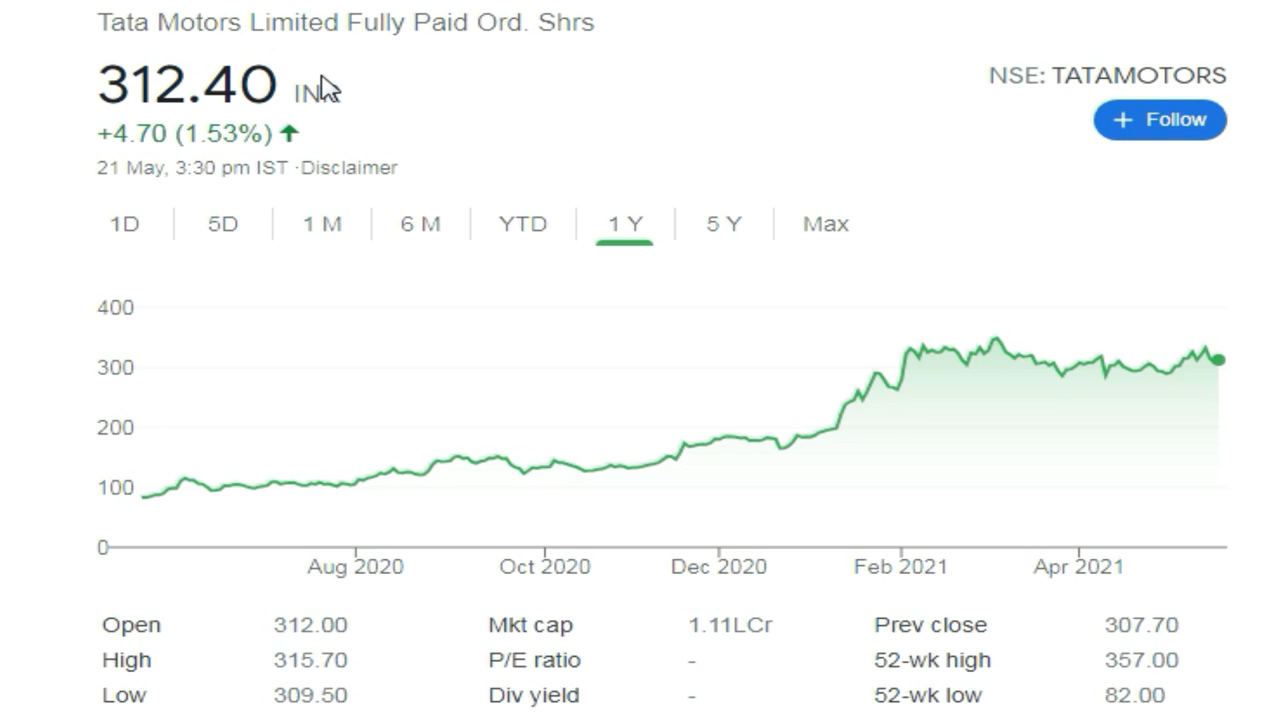 Tata Motors Limited Fully Paid Ord. Shrs
312.40
NSE: TATAMOTORS
+4.70 (1.53%)
+ Follow
21 May, 3:30 pm IST · Disclaimer
1D 5D 1 M 6 M YTD 1 Y 5 Y Max
400
300
200
100
0
Aug 2020 Oct 2020 Dec 2020 Feb 2021 Apr 2021
Open 312.00 Mkt cap 1.11LCr Prev close 307.70
High 315.70 P/E ratio - 52-wk high 357.00
Low 309.50 Div yield - 52-wk low 82.00